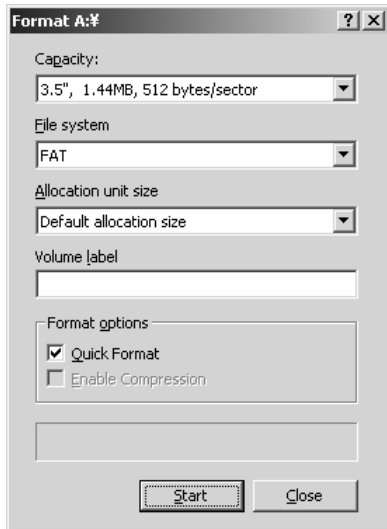 Format A:¥
? X
Capacity:
3.5", 1.44MB, 512 bytes/sector
File system
FAT
Allocation unit size
Default allocation size
Volume label
Format options
Quick Format
Enable Compression
Start Close